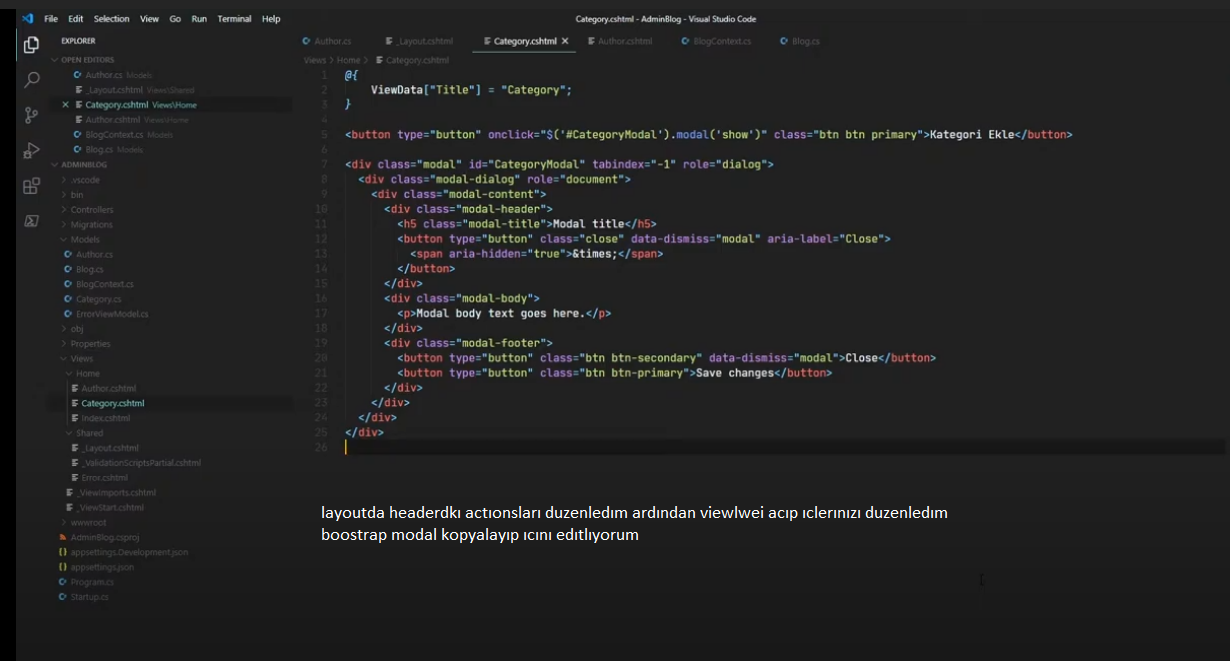 File Edit Selection View Go Run Terminal Help
Category.cshtml - AdminBlog - Visual Studio Code
EXPLORER
OPEN EDITORS
Author.cs Models
_Layout.cshtml Views\Shared
Category.cshtml Views\Home
Author.cshtml Views\Home
BlogContext.cs Models
Blog.cs Models
ADMINBLOG
.vscode
bin
Controllers
Migrations
Models
Author.cs
Blog.cs
BlogContext.cs
Category.cs
ErrorViewModel.cs
obj
Properties
Views
Home
Author.cshtml
Category.cshtml
Index.cshtml
Shared
_Layout.cshtml
_ValidationScriptsPartial.cshtml
Error.cshtml
_ViewImports.cshtml
_ViewStart.cshtml
wwwroot
AdminBlog.csproj
appsettings.Development.json
appsettings.json
Program.cs
Startup.cs
Author.cs _Layout.cshtml Category.cshtml Author.cshtml BlogContext.cs Blog.cs
Views > Home > Category.cshtml
1 @{
2 ViewData["Title"] = "Category";
3 }
4
5 <button type="button" onclick="$('#CategoryModal').modal('show')" class="btn btn primary">Kategori Ekle</button>
6
7 <div class="modal" id="CategoryModal" tabindex="-1" role="dialog">
8 <div class="modal-dialog" role="document">
9 <div class="modal-content">
10 <div class="modal-header">
11 <h5 class="modal-title">Modal title</h5>
12 <button type="button" class="close" data-dismiss="modal" aria-label="Close">
13 <span aria-hidden="true">&times;</span>
14 </button>
15 </div>
16 <div class="modal-body">
17 <p>Modal body text goes here.</p>
18 </div>
19 <div class="modal-footer">
20 <button type="button" class="btn btn-secondary" data-dismiss="modal">Close</button>
21 <button type="button" class="btn btn-primary">Save changes</button>
22 </div>
23 </div>
24 </div>
25 </div>
26
layoutda headerdkı actıonsları duzenledım ardından viewlwei acıp ıclerınızı duzenledım
boostrap modal kopyalayıp ıcını edıtlıyorum